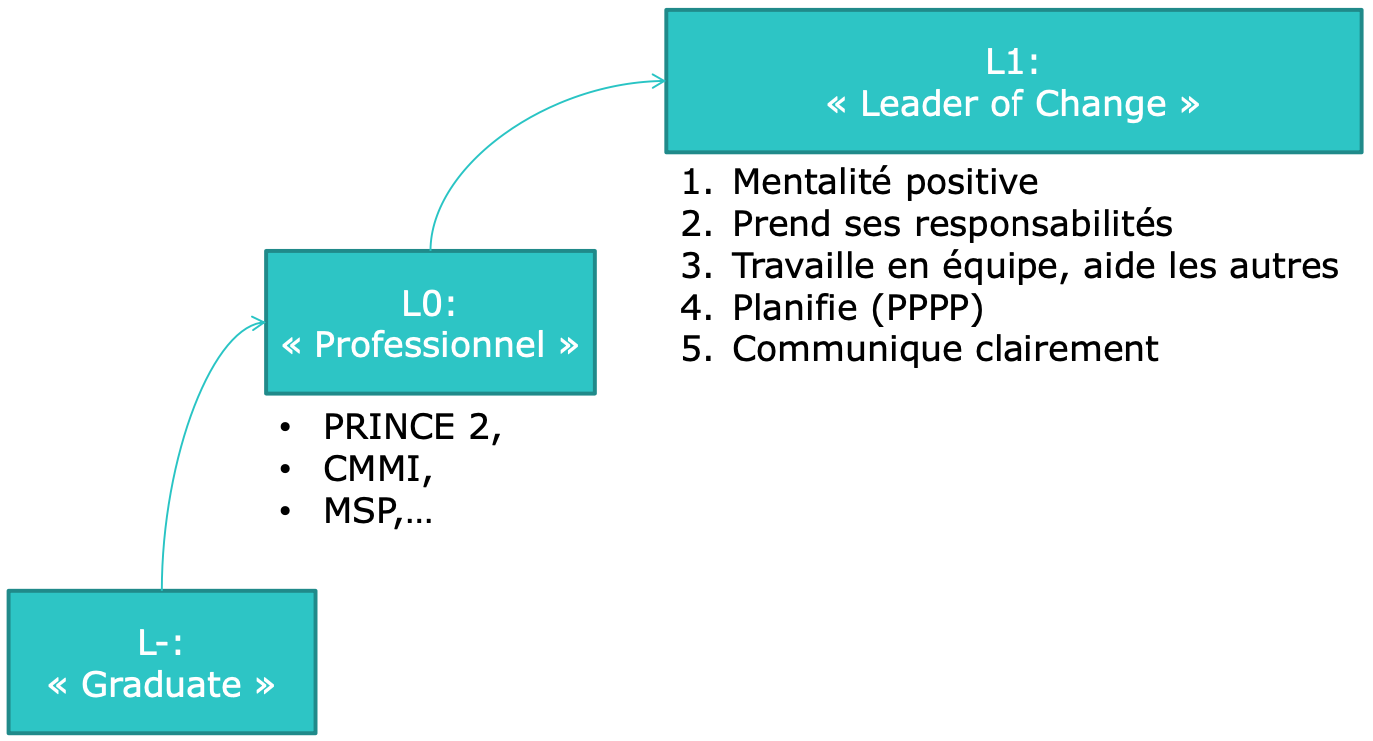 L1:
« Leader of Change »
1. Mentalité positive
2. Prend ses responsabilités
3. Travaille en équipe, aide les autres
4. Planifie (PPPP)
5. Communique clairement
L0:
« Professionnel »
• PRINCE 2,
• CMMI,
• MSP,…
L-:
« Graduate »